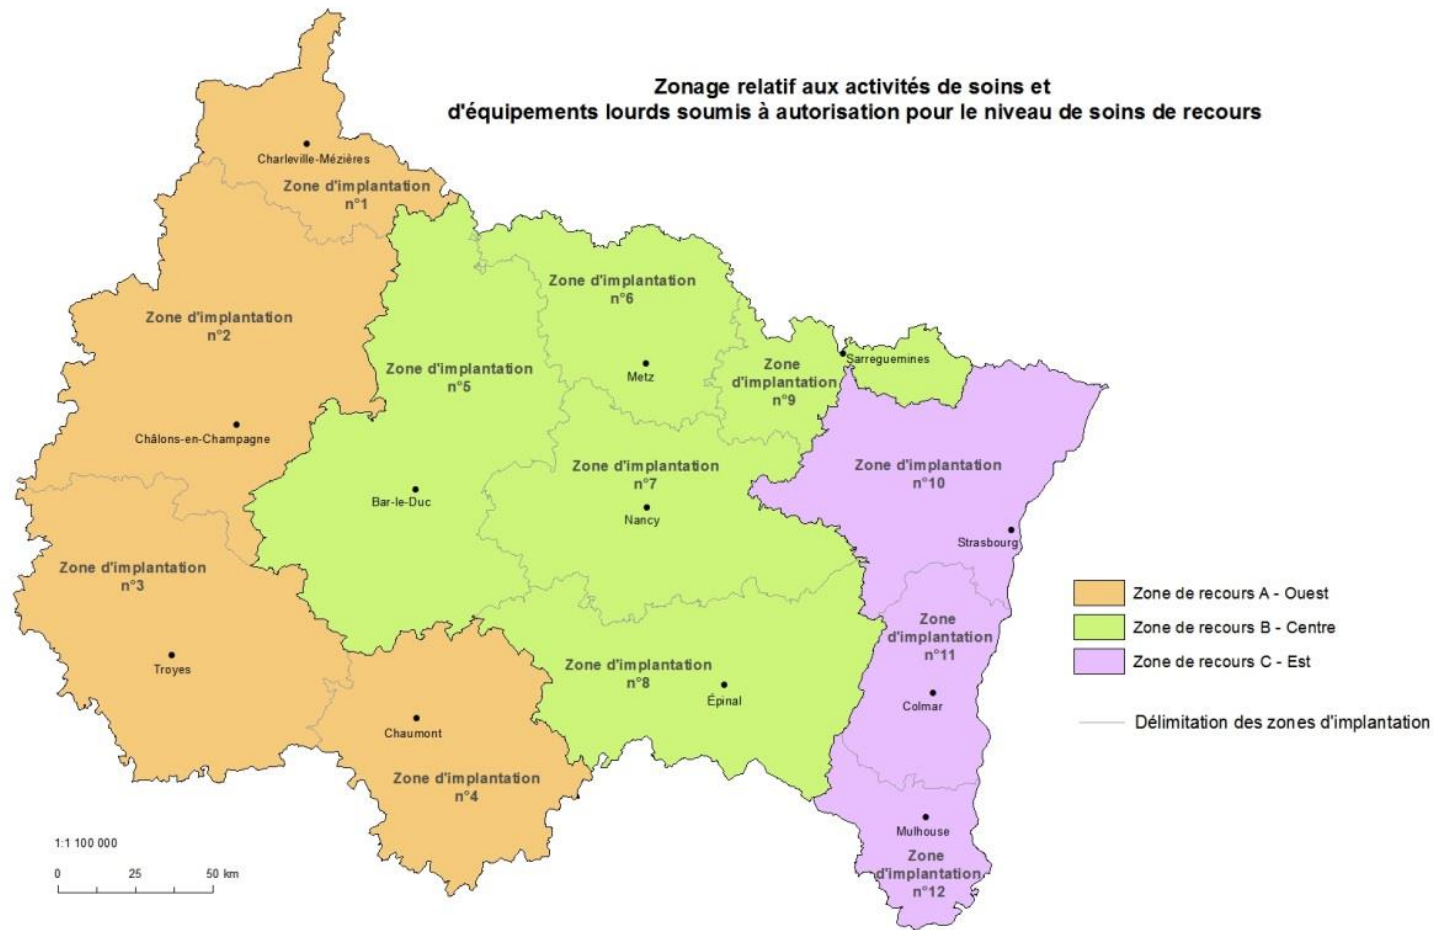 Zonage relatif aux activités de soins et
d'équipements lourds soumis à autorisation pour le niveau de soins de recours
Charleville-Mézières
Zone d'implantation
n°1
Zone d'implantation
n°2
Châlons-en-Champagne
Zone d'implantation
n°3
Troyes
Chaumont
Zone d'implantation
n°4
Zone d'implantation
n°5
Bar-le-Duc
Zone d'implantation
n°6
Metz
Zone d'implantation
n°7
Nancy
Zone d'implantation
n°8
Épinal
Zone
d'implantation
n°9
Sarreguemines
Zone d'implantation
n°10
Strasbourg
Zone
d'implantation
n°11
Colmar
Mulhouse
Zone
d'implantation
n°12
Zone de recours A - Ouest
Zone de recours B - Centre
Zone de recours C - Est
Délimitation des zones d'implantation
1:1 100 000
0 25 50 km